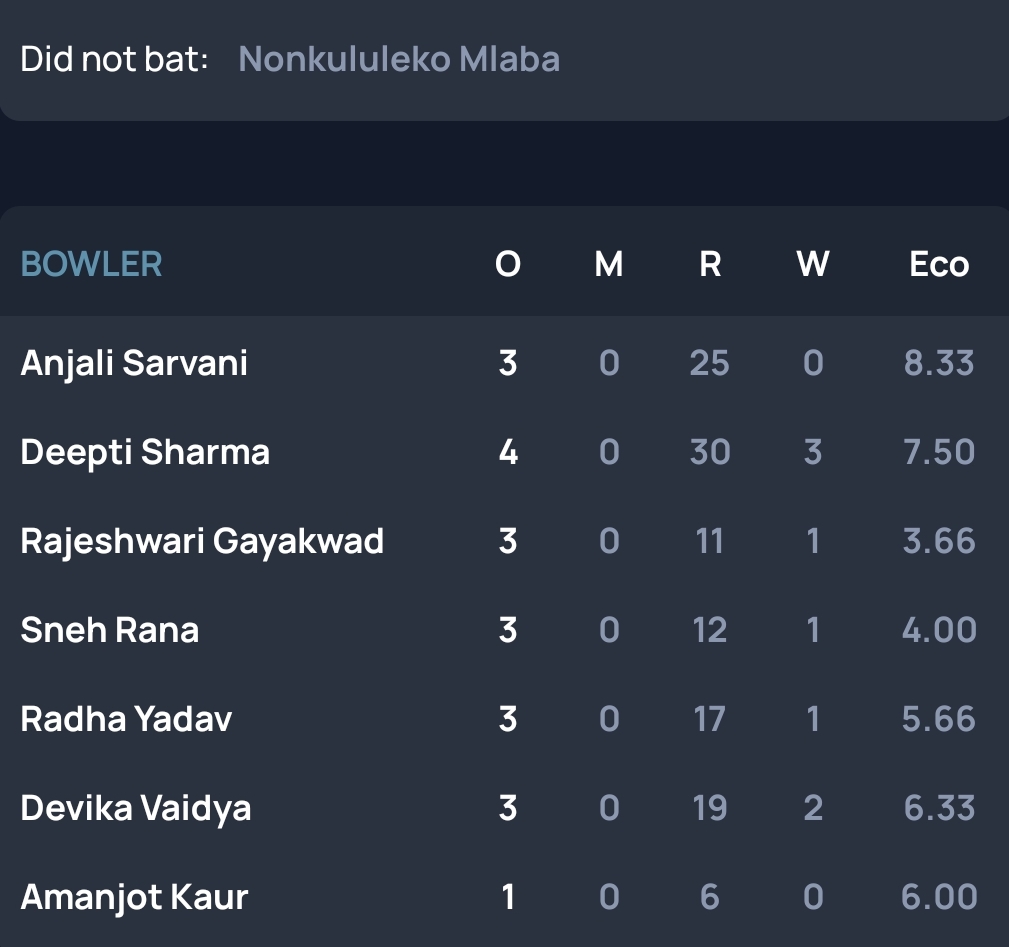 Did not bat: Nonkululeko Mlaba
BOWLER O M R W Eco
Anjali Sarvani 3 0 25 0 8.33
Deepti Sharma 4 0 30 3 7.50
Rajeshwari Gayakwad 3 0 11 1 3.66
Sneh Rana 3 0 12 1 4.00
Radha Yadav 3 0 17 1 5.66
Devika Vaidya 3 0 19 2 6.33
Amanjot Kaur 1 0 6 0 6.00